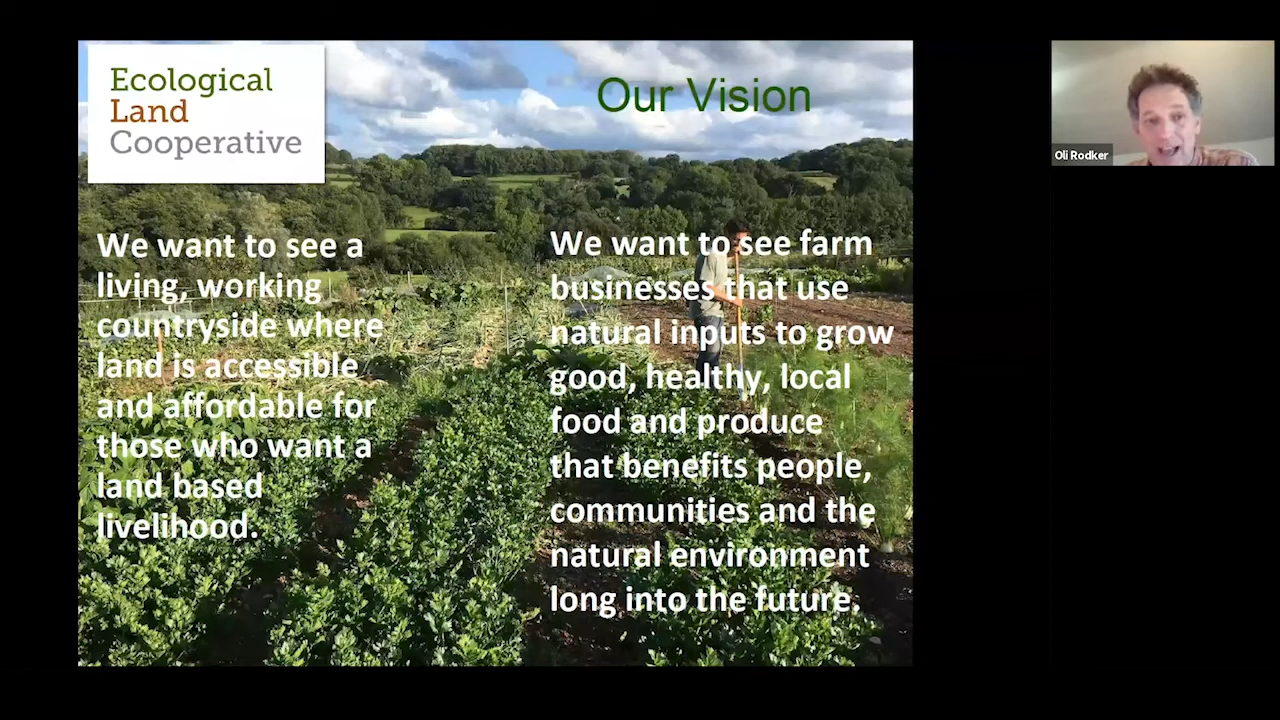 Ecological
Land
Cooperative
Our Vision
We want to see a
living, working
countryside where
land is accessible
and affordable for
those who want a
land based
livelihood.
We want to see farm
businesses that use
natural inputs to grow
good, healthy, local
food and produce
that benefits people,
communities and the
natural environment
long into the future.
Oli Rodker